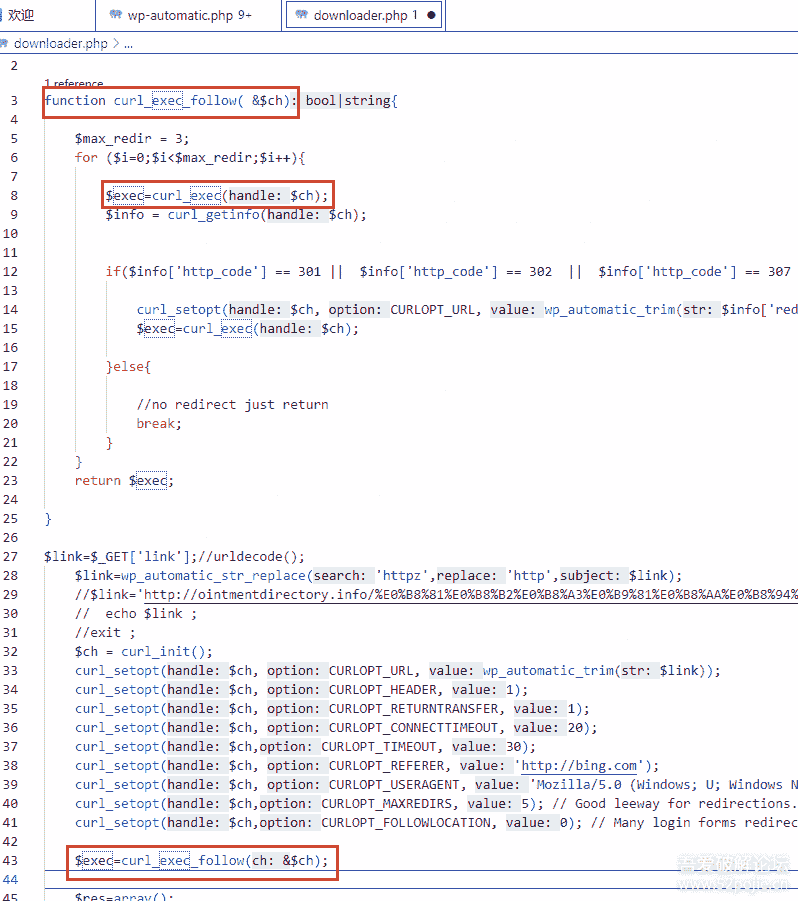 欢迎 wp-automatic.php 9+ downloader.php 1 ●
downloader.php > ...
2
1 reference
3 function curl_exec_follow( &$ch): bool|string{
4
5 $max_redir = 3;
6 for ($i=0;$i<$max_redir;$i++){
7
8 $exec=curl_exec(handle: $ch);
9 $info = curl_getinfo(handle: $ch);
10
11
12 if($info['http_code'] == 301 || $info['http_code'] == 302 || $info['http_code'] == 307
13
14 curl_setopt(handle: $ch, option: CURLOPT_URL, value: wp_automatic_trim(str: $info['red
15 $exec=curl_exec(handle: $ch);
16
17 }else{
18
19 //no redirect just return
20 break;
21 }
22 }
23 return $exec;
24
25 }
26
27 $link=$_GET['link'];//urldecode();
28 $link=wp_automatic_str_replace(search: 'httpz',replace: 'http',subject: $link);
29 //$link='http://ointmentdirectory.info/%E0%B8%81%E0%B8%B2%E0%B8%A3%E0%B9%81%E0%B8%AA%E0%B8%94%
30 // echo $link ;
31 //exit ;
32 $ch = curl_init();
33 curl_setopt(handle: $ch, option: CURLOPT_URL, value: wp_automatic_trim(str: $link));
34 curl_setopt(handle: $ch, option: CURLOPT_HEADER, value: 1);
35 curl_setopt(handle: $ch, option: CURLOPT_RETURNTRANSFER, value: 1);
36 curl_setopt(handle: $ch, option: CURLOPT_CONNECTTIMEOUT, value: 20);
37 curl_setopt(handle: $ch,option: CURLOPT_TIMEOUT, value: 30);
38 curl_setopt(handle: $ch, option: CURLOPT_REFERER, value: 'http://bing.com');
39 curl_setopt(handle: $ch, option: CURLOPT_USERAGENT, value: 'Mozilla/5.0 (Windows; U; Windows N
40 curl_setopt(handle: $ch,option: CURLOPT_MAXREDIRS, value: 5); // Good leeway for redirections.
41 curl_setopt(handle: $ch,option: CURLOPT_FOLLOWLOCATION, value: 0); // Many login forms redirec
42
43 $exec=curl_exec_follow(ch: &$ch);
44
45 $res=array();
吾爱破解论坛
www.52pojie.cn